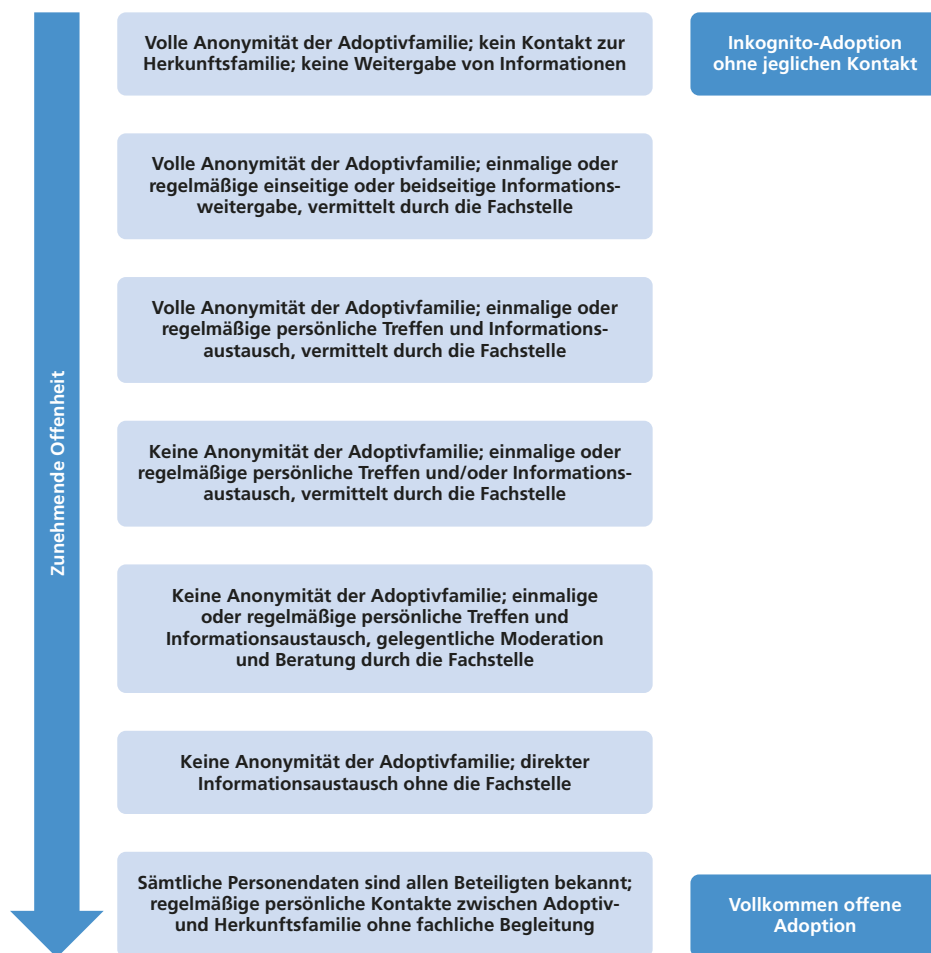 Volle Anonymität der Adoptivfamilie; kein Kontakt zur
Herkunftsfamilie; keine Weitergabe von Informationen
Inkognito-Adoption
ohne jeglichen Kontakt
Volle Anonymität der Adoptivfamilie; einmalige oder
regelmäßige einseitige oder beidseitige Informations-
weitergabe, vermittelt durch die Fachstelle
Volle Anonymität der Adoptivfamilie; einmalige oder
regelmäßige persönliche Treffen und Informations-
austausch, vermittelt durch die Fachstelle
Zunehmende Offenheit
Keine Anonymität der Adoptivfamilie; einmalige oder
regelmäßige persönliche Treffen und/oder Informations-
austausch, vermittelt durch die Fachstelle
Keine Anonymität der Adoptivfamilie; einmalige
oder regelmäßige persönliche Treffen und
Informationsaustausch, gelegentliche Moderation
und Beratung durch die Fachstelle
Keine Anonymität der Adoptivfamilie; direkter
Informationsaustausch ohne die Fachstelle
Sämtliche Personendaten sind allen Beteiligten bekannt;
regelmäßige persönliche Kontakte zwischen Adoptiv-
und Herkunftsfamilie ohne fachliche Begleitung
Vollkommen offene
Adoption